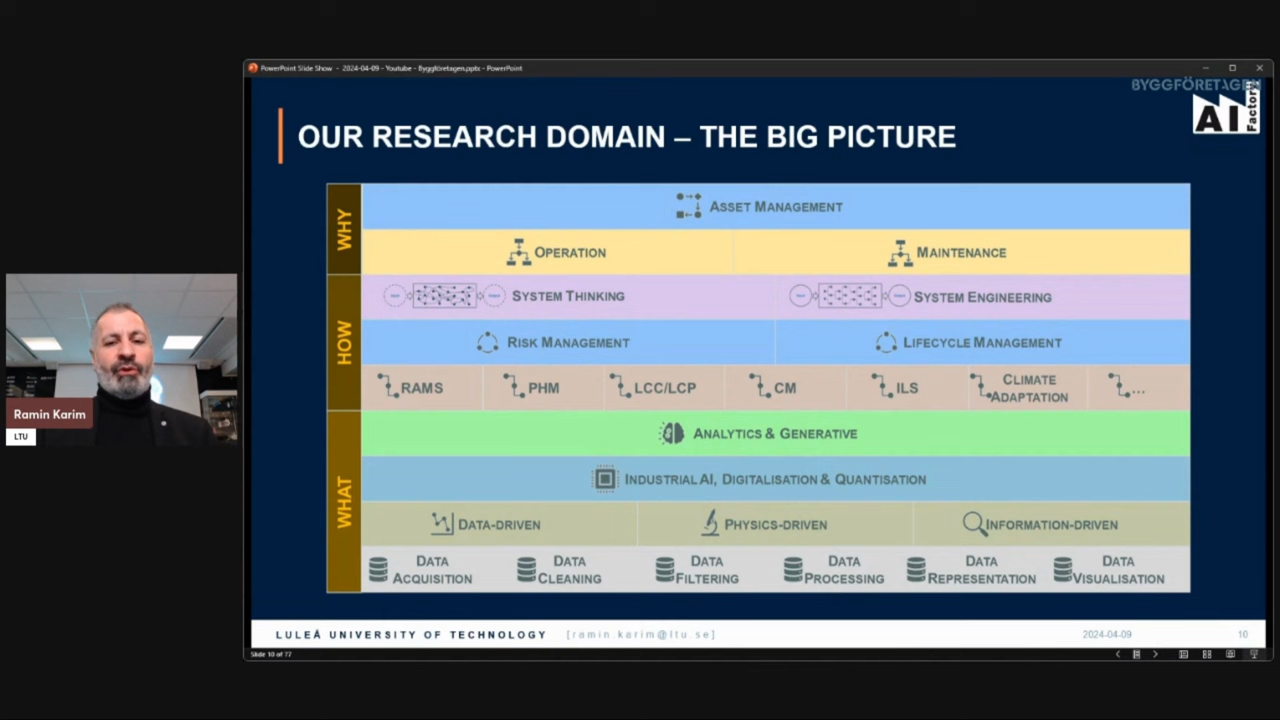 PowerPoint Slide Show - 2024-04-09 - Youtube - Byggföretagen.pptx - PowerPoint
BYGGFÖRETAGEN
AI Factory
OUR RESEARCH DOMAIN – THE BIG PICTURE
WHY
ASSET MANAGEMENT
OPERATION
MAINTENANCE
HOW
SYSTEM THINKING
SYSTEM ENGINEERING
RISK MANAGEMENT
LIFECYCLE MANAGEMENT
RAMS
PHM
LCC/LCP
CM
ILS
CLIMATE
ADAPTATION
...
WHAT
ANALYTICS & GENERATIVE
INDUSTRIAL AI, DIGITALISATION & QUANTISATION
DATA-DRIVEN
PHYSICS-DRIVEN
INFORMATION-DRIVEN
DATA
ACQUISITION
DATA
CLEANING
DATA
FILTERING
DATA
PROCESSING
DATA
REPRESENTATION
DATA
VISUALISATION
Ramin Karim
LTU
LULEÅ UNIVERSITY OF TECHNOLOGY [ramin.karim@ltu.se] 2024-04-09 10
Slide 10 of 77